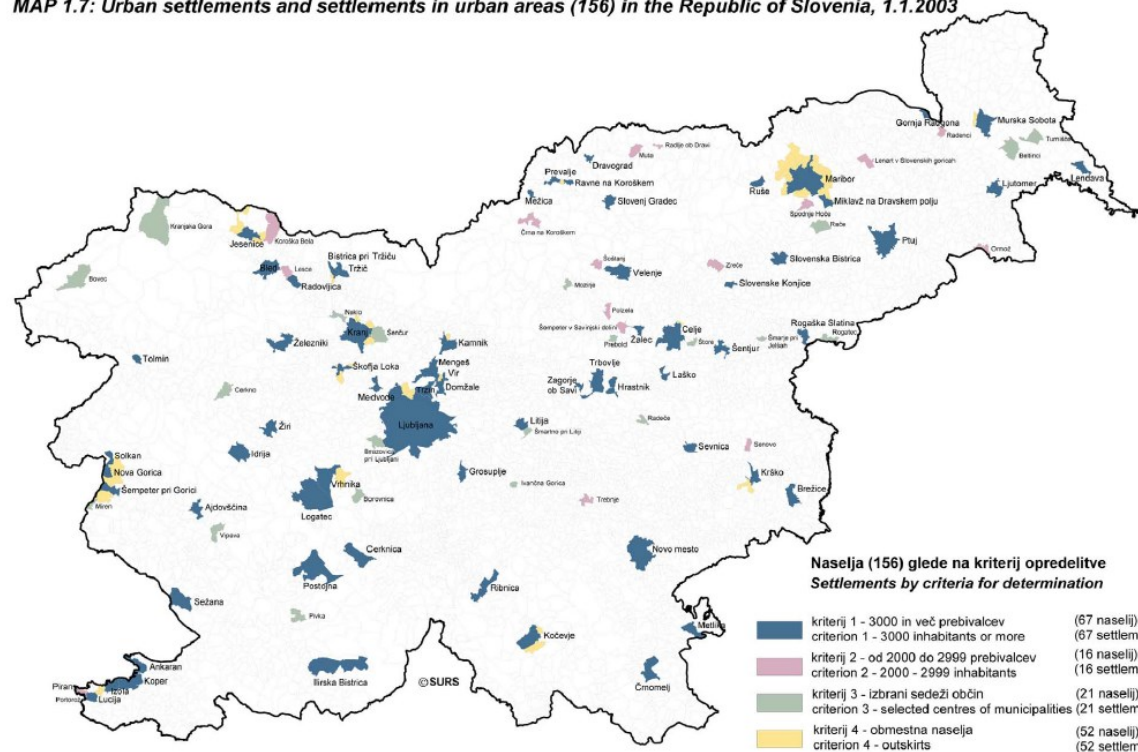 MAP 1.7: Urban settlements and settlements in urban areas (156) in the Republic of Slovenia, 1.1.2003
Gornja Radgona
Murska Sobota
Radenci
Turnišče
Beltinci
Lendava
Ljutomer
Radlje ob Dravi
Muta
Dravograd
Lenart v Slovenskih goricah
Prevalje
Ravne na Koroškem
Maribor
Ruše
Mežica
Slovenj Gradec
Miklavž na Dravskem polju
Spodnje Hoče
Rače
Črna na Koroškem
Ptuj
Ormož
Kranjska Gora
Jesenice
Koroška Bela
Bistrica pri Tržiču
Tržič
Bled
Lesce
Radovljica
Bovec
Šoštanj
Velenje
Zreče
Slovenska Bistrica
Mozirje
Slovenske Konjice
Naklo
Kranj
Šenčur
Polzela
Šempeter v Savinjski dolini
Žalec
Celje
Rogaška Slatina
Rogatec
Prebold
Štore
Šentjur
Šmarje pri
Jelšah
Železniki
Kamnik
Tolmin
Škofja Loka
Mengeš
Vir
Domžale
Trzin
Medvode
Trbovlje
Zagorje
ob Savi
Hrastnik
Laško
Cerkno
Ljubljana
Žiri
Litija
Šmartno pri Litiji
Radeče
Idrija
Brezovica
pri Ljubljani
Sevnica
Senovo
Solkan
Nova Gorica
Šempeter pri Gorici
Miren
Vrhnika
Grosuplje
Ivančna Gorica
Krško
Brežice
Logatec
Borovnica
Trebnje
Ajdovščina
Vipava
Cerknica
Postojna
Novo mesto
Ribnica
Sežana
Pivka
Kočevje
Metlika
Ankaran
Koper
Izola
Piran
Portorož
Lucija
Ilirska Bistrica
Črnomelj
©SURS
Naselja (156) glede na kriterij opredelitve
Settlements by criteria for determination
kriterij 1 - 3000 in več prebivalcev (67 naselij)
criterion 1 - 3000 inhabitants or more (67 settlem
kriterij 2 - od 2000 do 2999 prebivalcev (16 naselij)
criterion 2 - 2000 - 2999 inhabitants (16 settlem
kriterij 3 - izbrani sedeži občin (21 naselij)
criterion 3 - selected centres of municipalities (21 settlem
kriterij 4 - obmestna naselja (52 naselij)
criterion 4 - outskirts (52 settlem